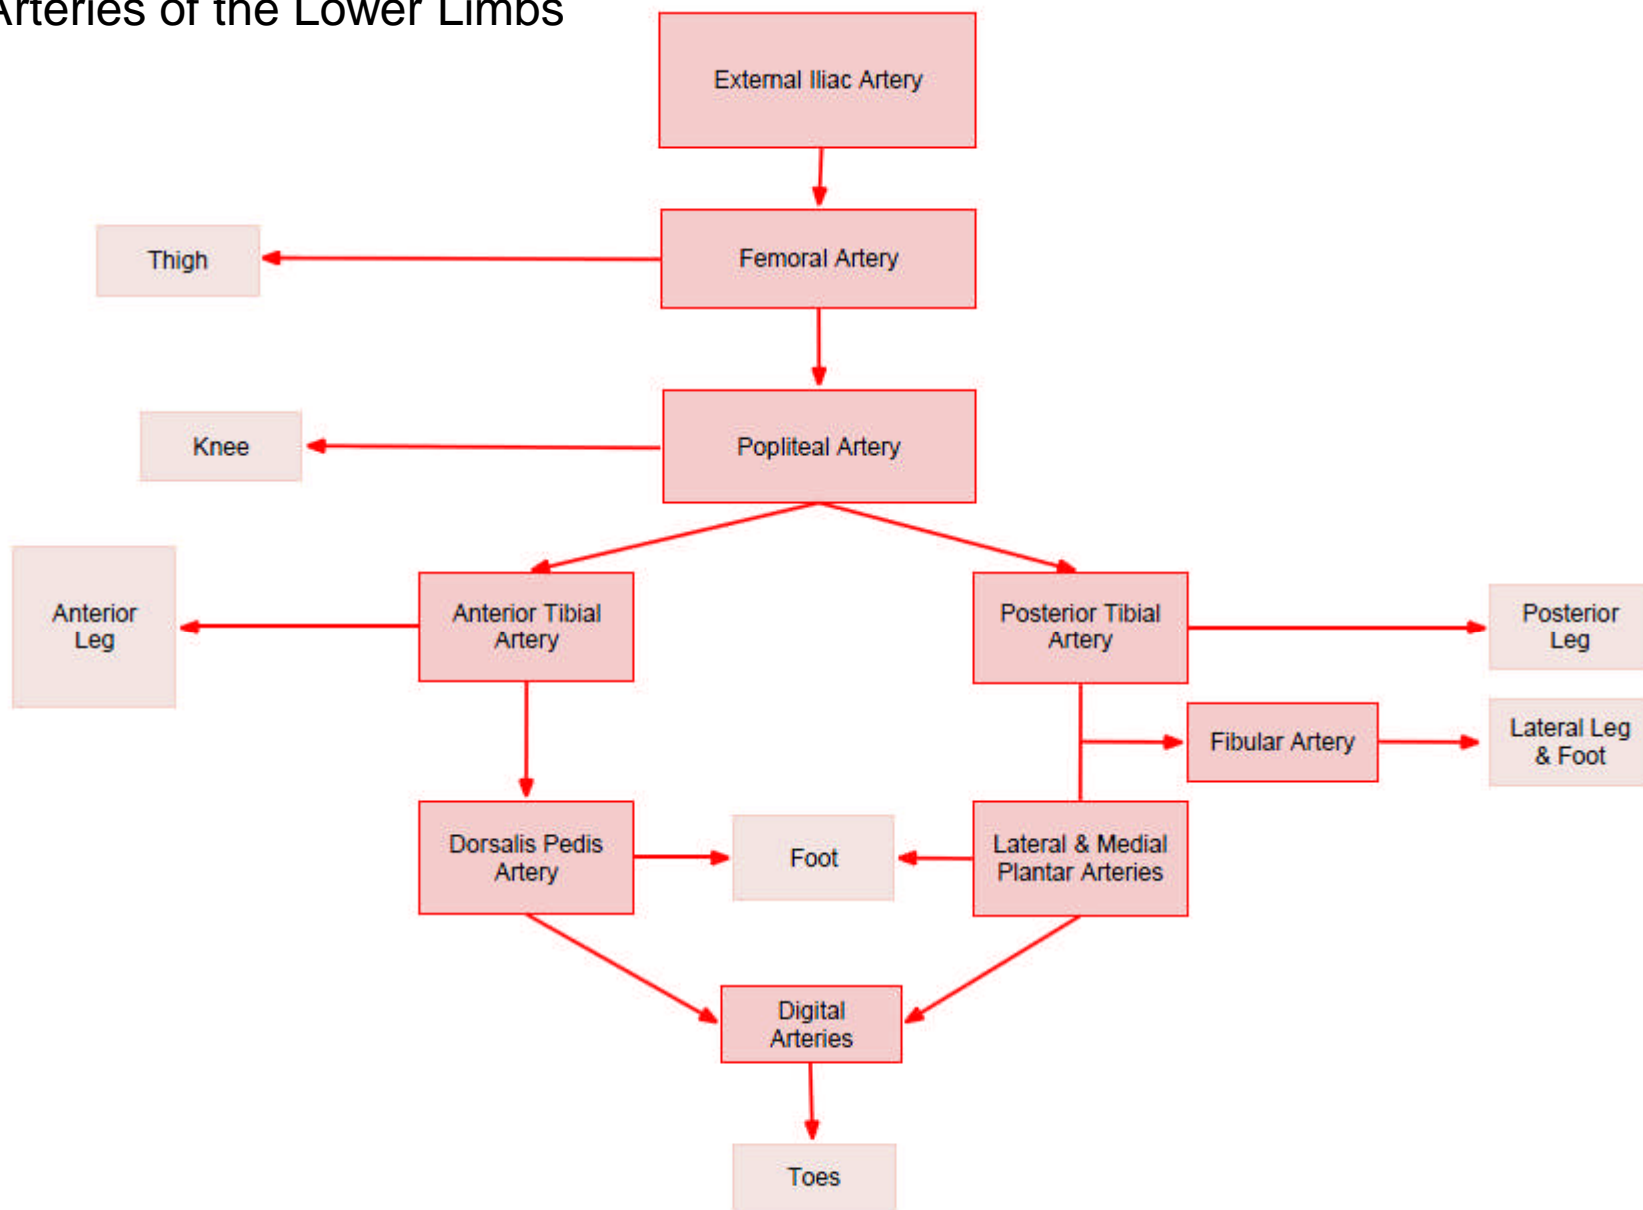 Arteries of the Lower Limbs
External Iliac Artery
Thigh
Femoral Artery
Knee
Popliteal Artery
Anterior
Leg
Anterior Tibial
Artery
Posterior Tibial
Artery
Posterior
Leg
Fibular Artery
Lateral Leg
& Foot
Dorsalis Pedis
Artery
Foot
Lateral & Medial
Plantar Arteries
Digital
Arteries
Toes